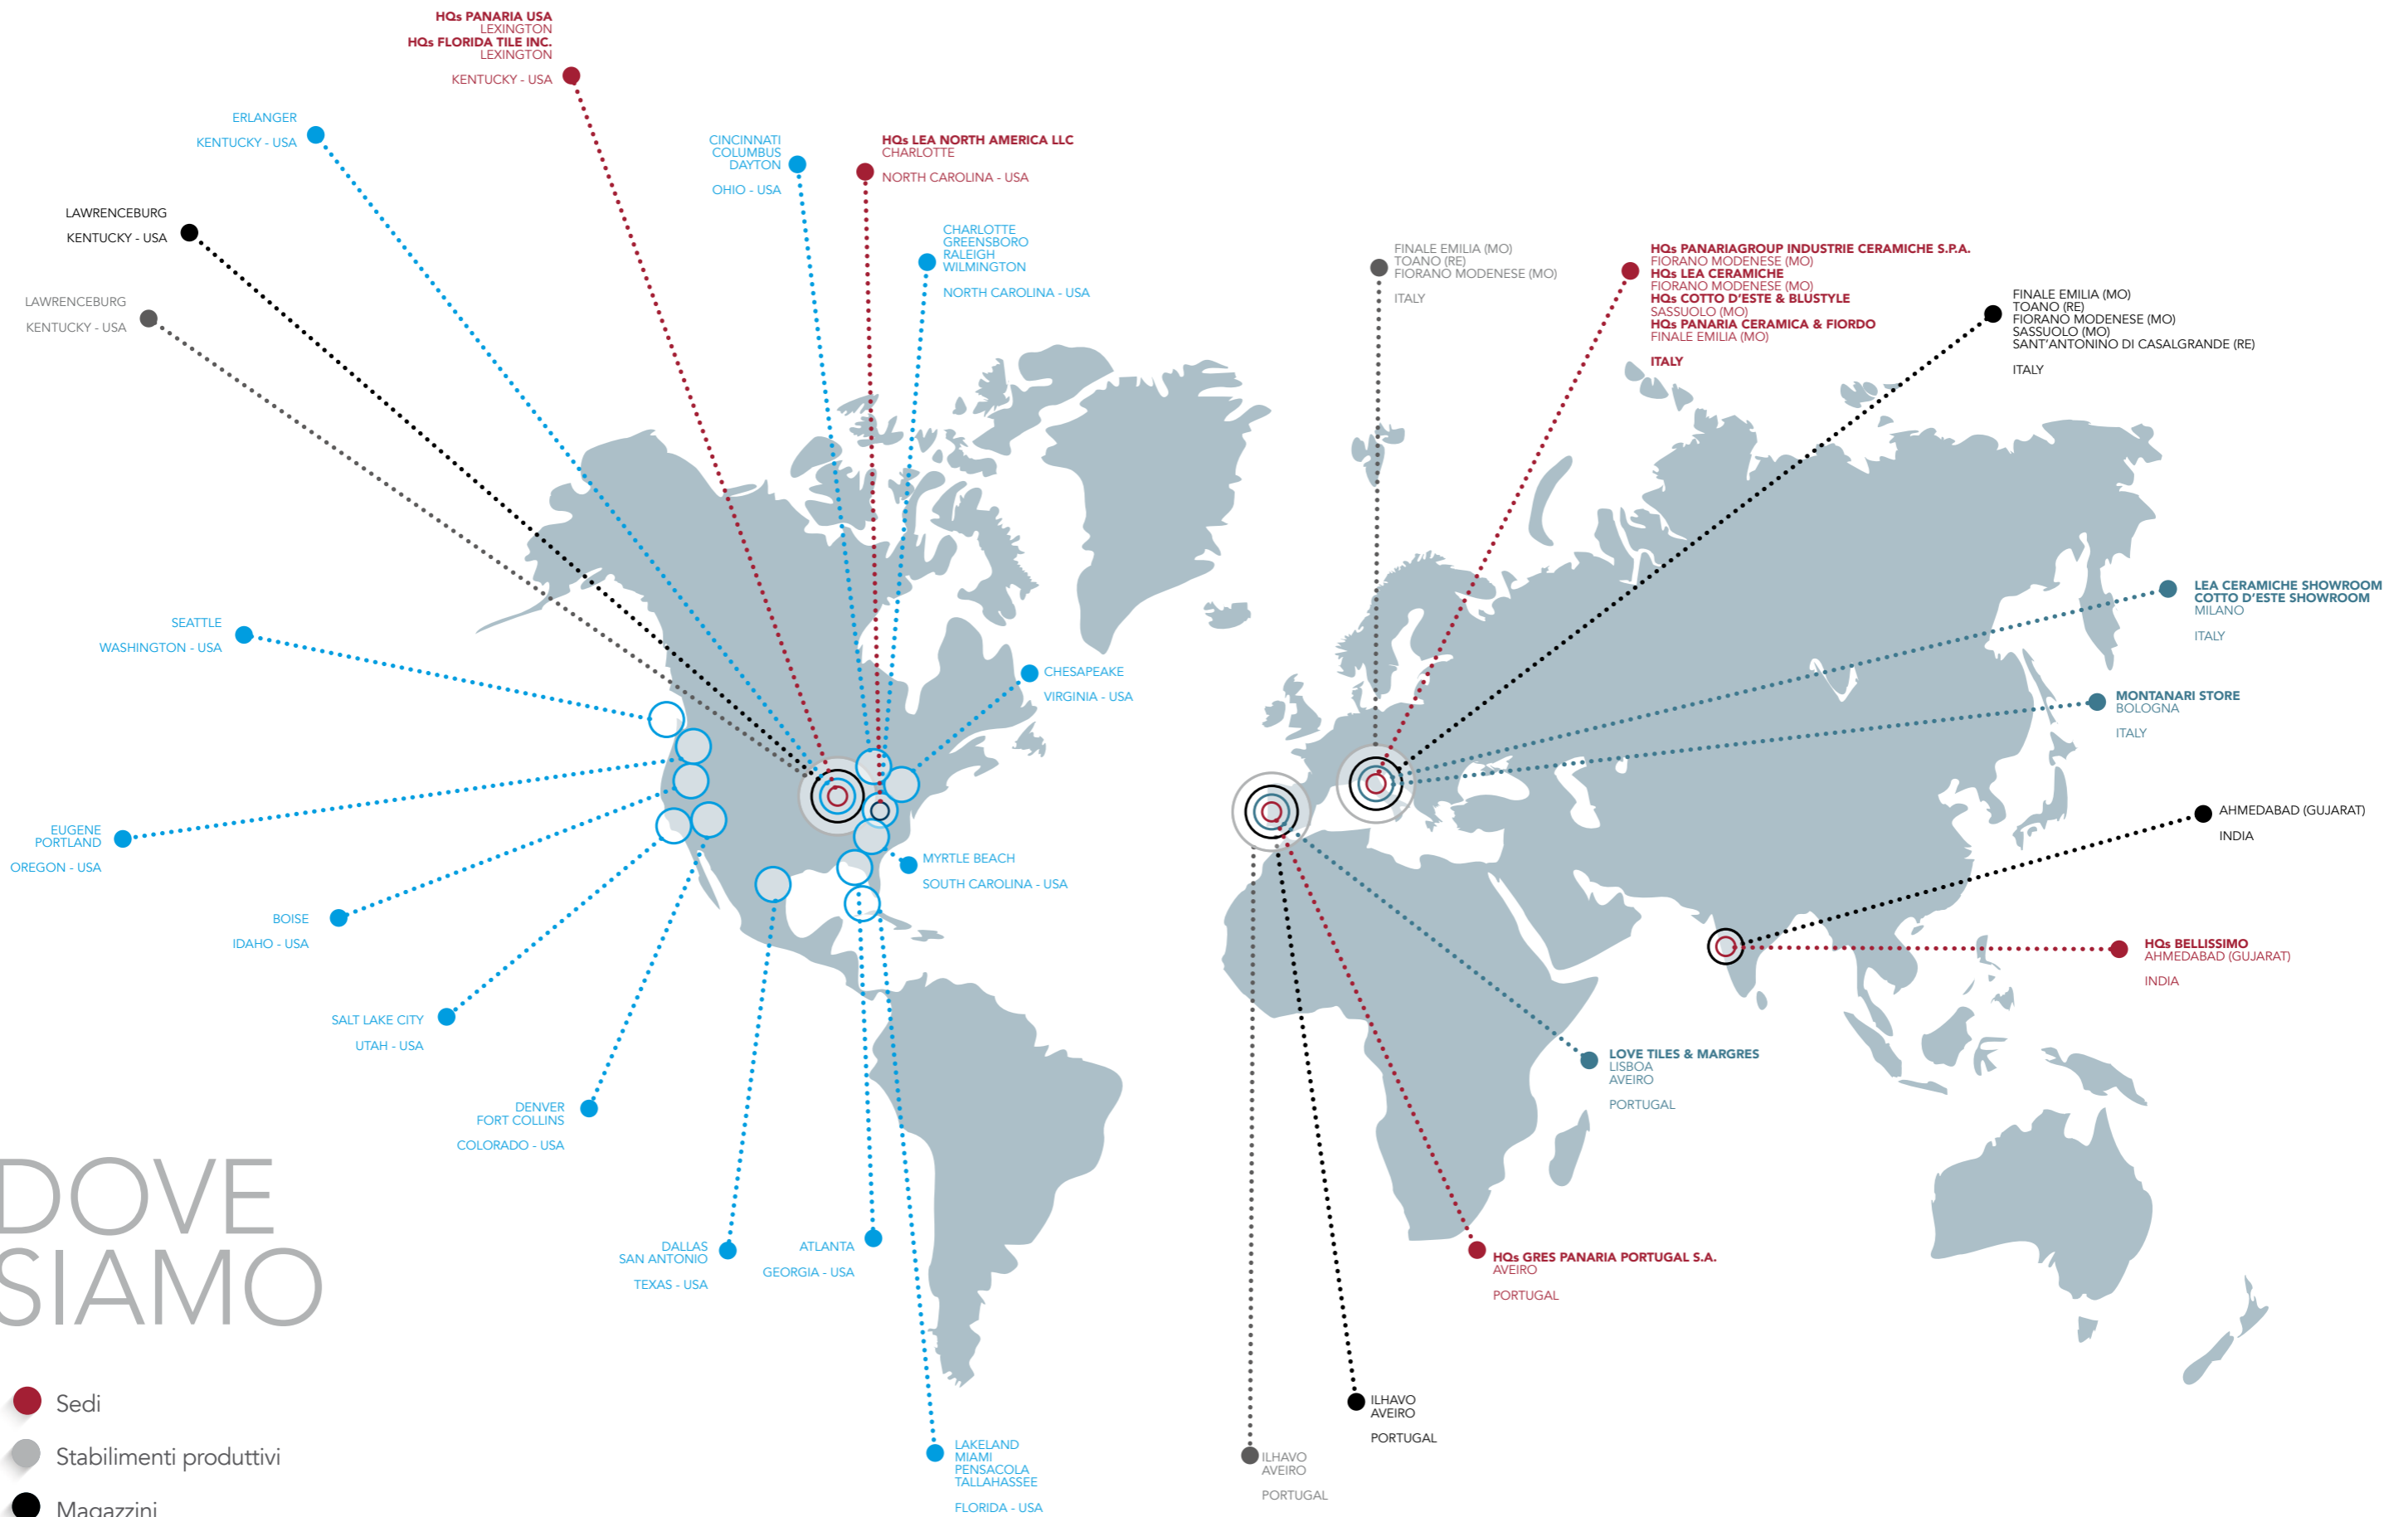 HQs PANARIA USA
LEXINGTON
HQs FLORIDA TILE INC.
LEXINGTON
KENTUCKY - USA
ERLANGER
KENTUCKY - USA
CINCINNATI
COLUMBUS
DAYTON
OHIO - USA
HQs LEA NORTH AMERICA LLC
CHARLOTTE
NORTH CAROLINA - USA
LAWRENCEBURG
KENTUCKY - USA
CHARLOTTE
GREENSBORO
RALEIGH
WILMINGTON
NORTH CAROLINA - USA
LAWRENCEBURG
KENTUCKY - USA
FINALE EMILIA (MO)
TOANO (RE)
FIORANO MODENESE (MO)
ITALY
HQs PANARIAGROUP INDUSTRIE CERAMICHE S.P.A.
FIORANO MODENESE (MO)
HQs LEA CERAMICHE
FIORANO MODENESE (MO)
HQs COTTO D'ESTE & BLUSTYLE
SASSUOLO (MO)
HQs PANARIA CERAMICA & FIORDO
FINALE EMILIA (MO)
ITALY
FINALE EMILIA (MO)
TOANO (RE)
FIORANO MODENESE (MO)
SASSUOLO (MO)
SANT'ANTONINO DI CASALGRANDE (RE)
ITALY
LEA CERAMICHE SHOWROOM
COTTO D'ESTE SHOWROOM
MILANO
ITALY
SEATTLE
WASHINGTON - USA
CHESAPEAKE
VIRGINIA - USA
MONTANARI STORE
BOLOGNA
ITALY
EUGENE
PORTLAND
OREGON - USA
MYRTLE BEACH
SOUTH CAROLINA - USA
AHMEDABAD (GUJARAT)
INDIA
BOISE
IDAHO - USA
HQs BELLISSIMO
AHMEDABAD (GUJARAT)
INDIA
SALT LAKE CITY
UTAH - USA
LOVE TILES & MARGRES
LISBOA
AVEIRO
PORTUGAL
DENVER
FORT COLLINS
COLORADO - USA
DALLAS
SAN ANTONIO
TEXAS - USA
ATLANTA
GEORGIA - USA
HQs GRES PANARIA PORTUGAL S.A.
AVEIRO
PORTUGAL
ILHAVO
AVEIRO
PORTUGAL
LAKELAND
MIAMI
PENSACOLA
TALLAHASSEE
FLORIDA - USA
ILHAVO
AVEIRO
PORTUGAL
DOVE
SIAMO
Sedi
Stabilimenti produttivi
Magazzini